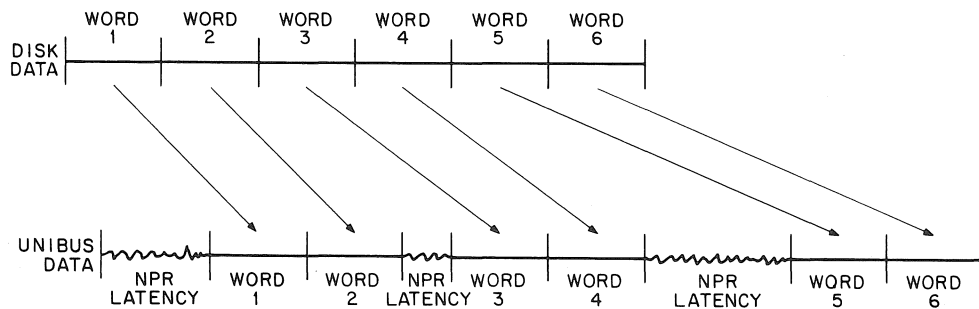 WORD 1
WORD 2
WORD 3
WORD 4
WORD 5
WORD 6
DISK
DATA
UNIBUS
DATA
NPR
LATENCY
WORD
1
WORD
2
NPR
LATENCY
WORD
3
WORD
4
NPR
LATENCY
WORD
5
WORD
6